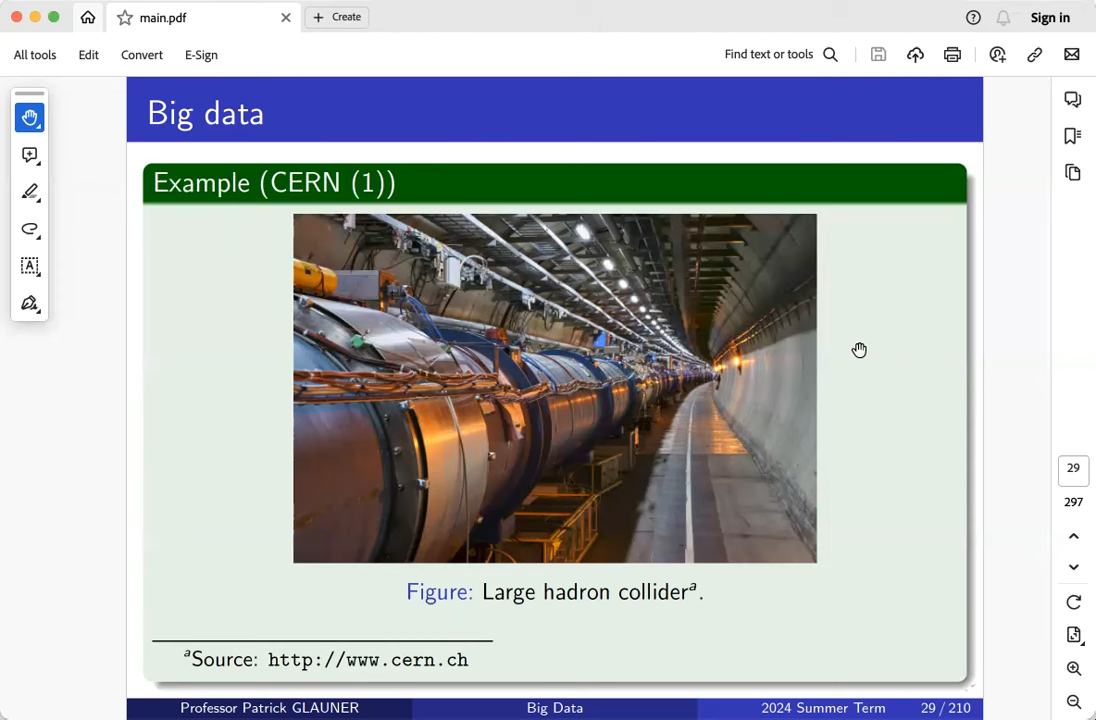 main.pdf
Create
Sign in
All tools
Edit
Convert
E-Sign
Find text or tools
Big data
Example (CERN (1))
Figure: Large hadron colliderᵃ.
ᵃSource: http://www.cern.ch
Professor Patrick GLAUNER
Big Data
2024 Summer Term
29 / 210
29
297